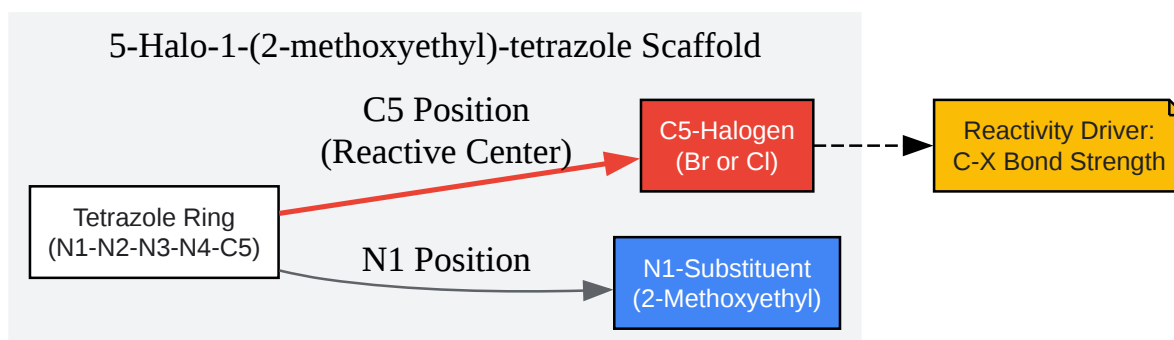 5-Halo-1-(2-methoxyethyl)-tetrazole Scaffold
C5 Position
(Reactive Center)
C5-Halogen
(Br or Cl)
Reactivity Driver:
C-X Bond Strength
Tetrazole Ring
(N1-N2-N3-N4-C5)
N1 Position
N1-Substituent
(2-Methoxyethyl)